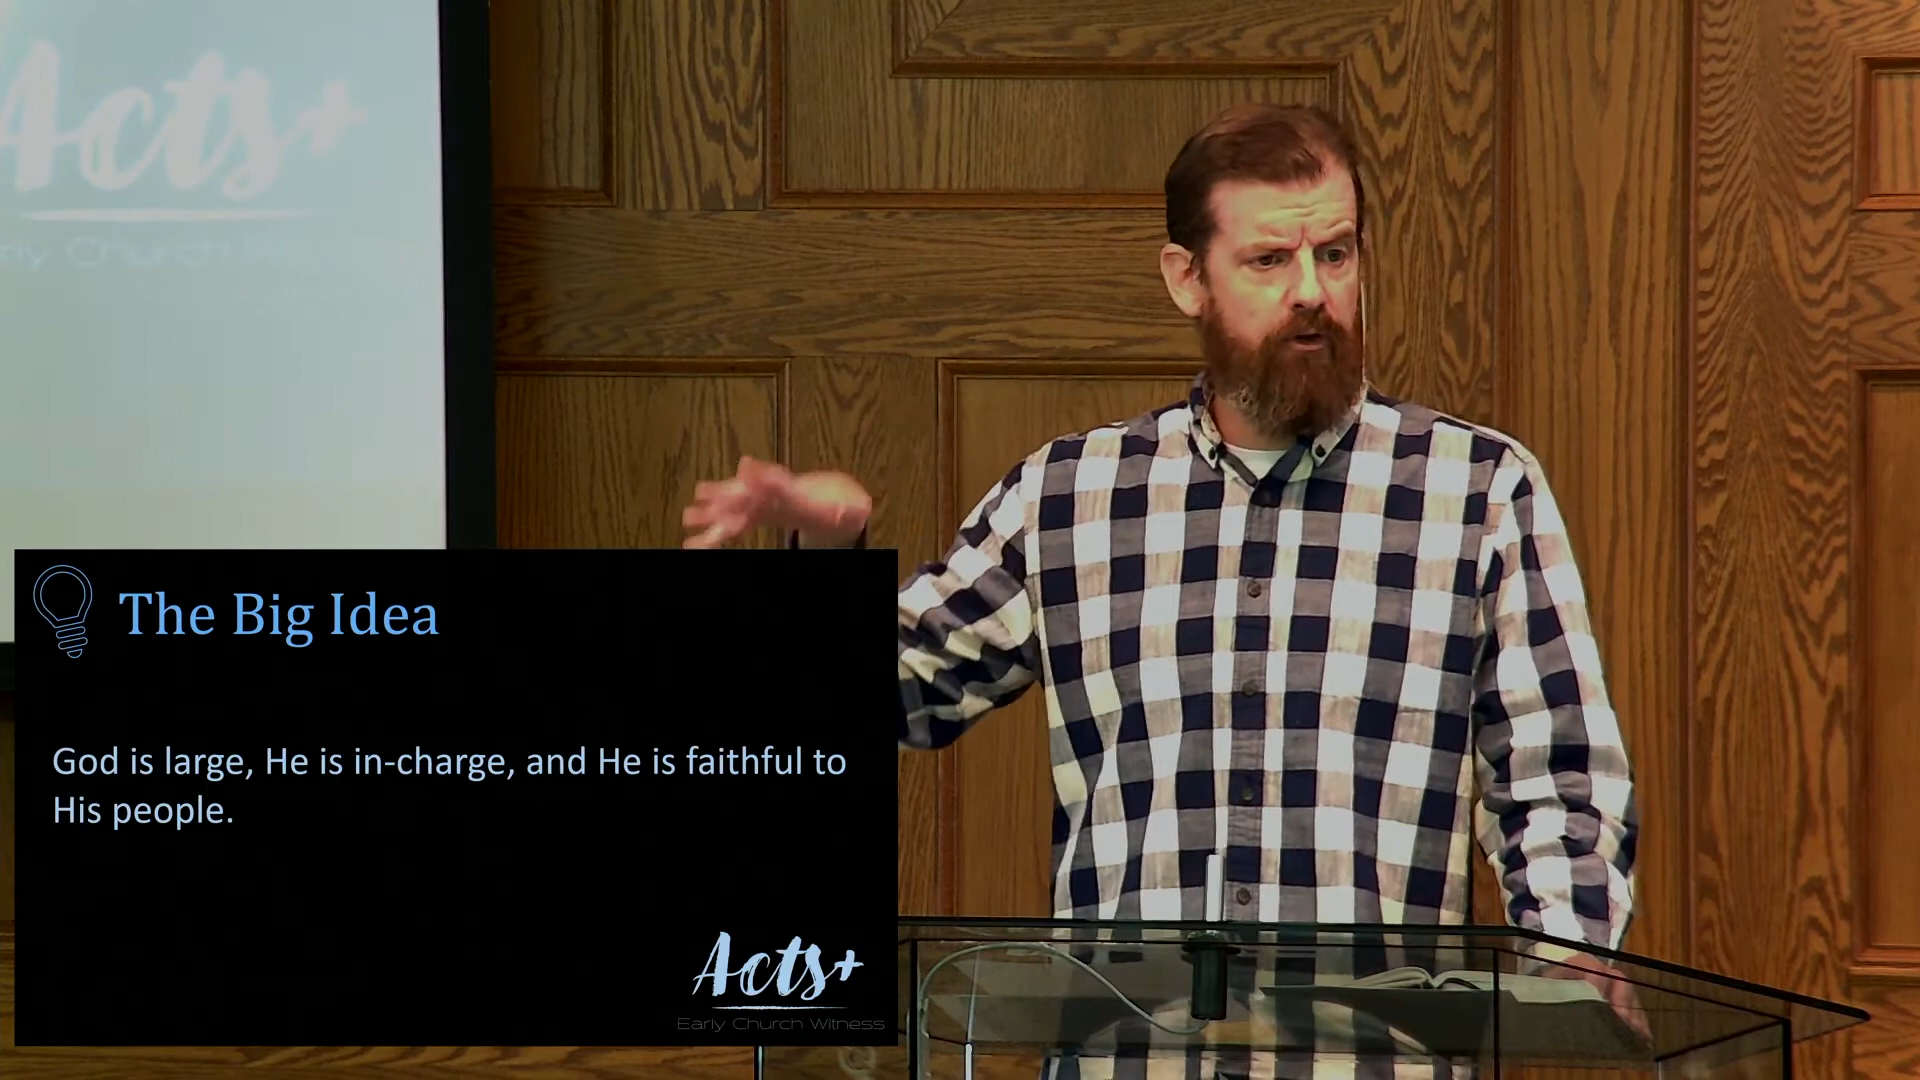 Acts+
Church
The Big Idea
God is large, He is in-charge, and He is faithful to
His people.
Acts+
Early Church Witness